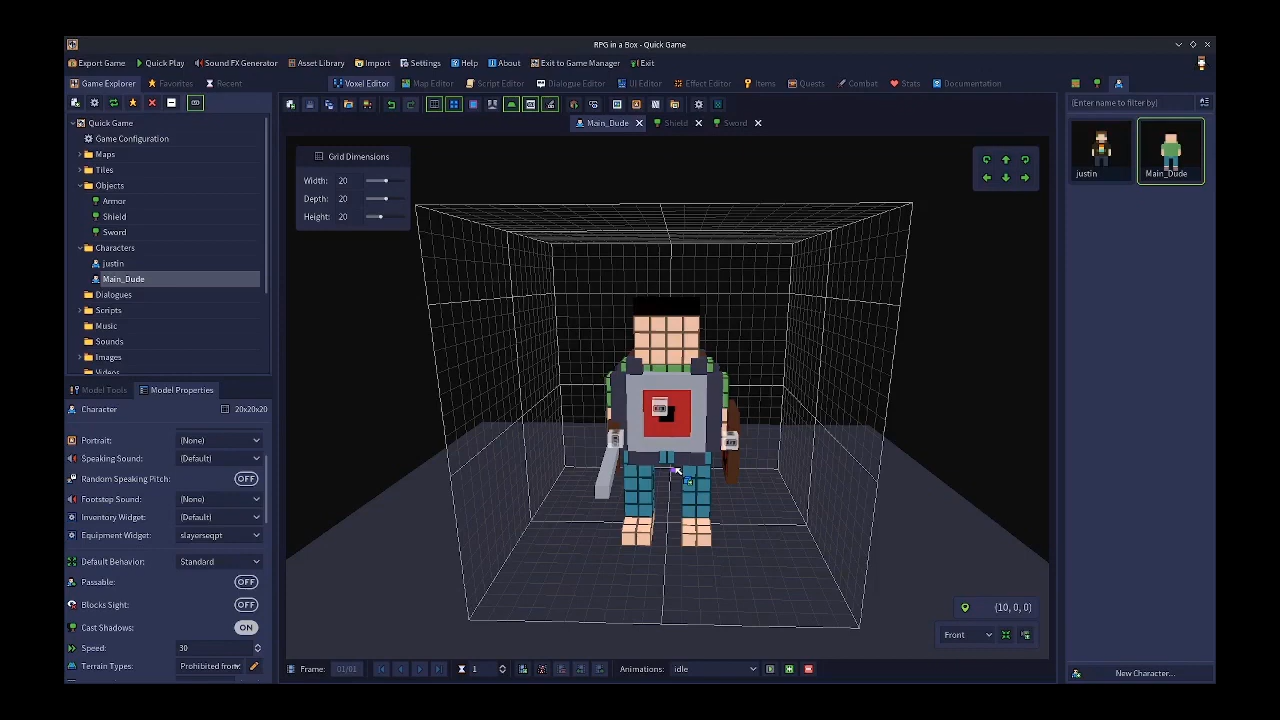 RPG in a Box - Quick Game
Export Game Quick Play Sound FX Generator Asset Library Import Settings Help About Exit to Game Manager Exit
Game Explorer Favorites Recent Voxel Editor Map Editor Script Editor Dialogue Editor UI Editor Effect Editor Items Quests Combat Stats Documentation
(Enter name to filter by)
Quick Game
Main_Dude Shield Sword
Game Configuration
Maps
Tiles
Objects
Armor
Shield
Sword
Characters
justin
Main_Dude
Dialogues
Scripts
Music
Sounds
Images
Videos
Grid Dimensions
Width: 20
Depth: 20
Height: 20
justin Main_Dude
Model Tools Model Properties
Character 20x20x20
Portrait: (None)
Speaking Sound: (Default)
Random Speaking Pitch: OFF
Footstep Sound: (None)
Inventory Widget: (Default)
Equipment Widget: slayerseqpt
Default Behavior: Standard
Passable: OFF
Blocks Sight: OFF
Cast Shadows: ON
Speed: 30
Terrain Types: Prohibited from
(10, 0, 0)
Front
Frame: 01/01 1 Animations: idle
New Character...